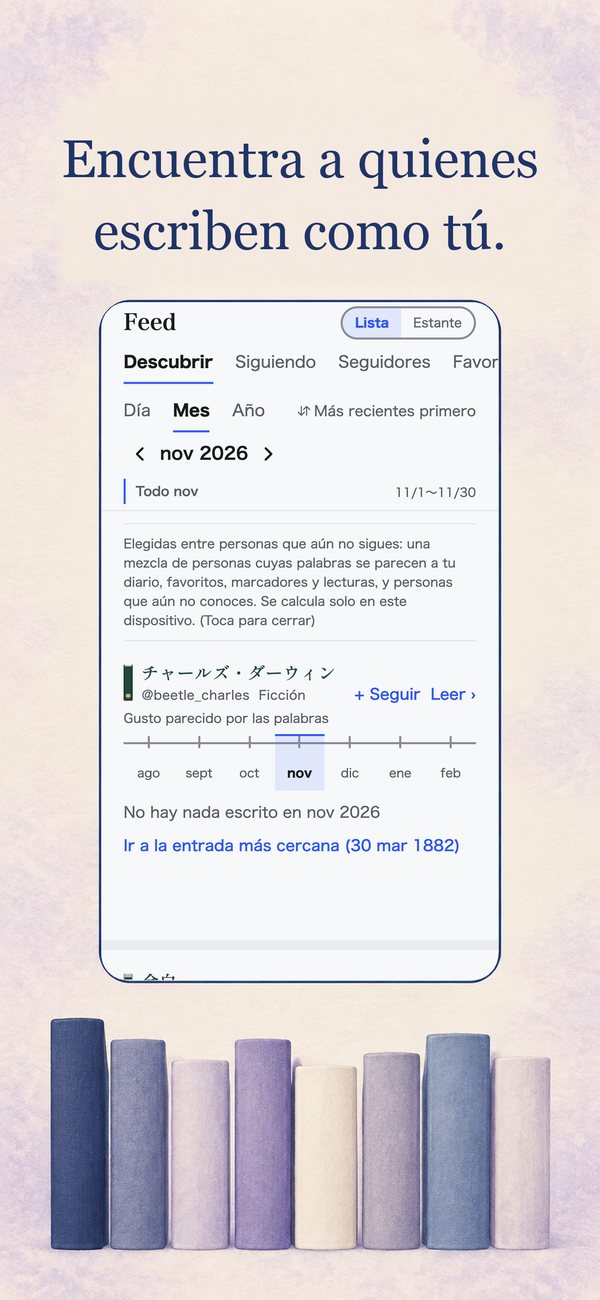 Encuentra a quienes
escriben como tú.
Feed
Lista Estante
Descubrir Siguiendo Seguidores Favor
Día Mes Año Más recientes primero
nov 2026
Todo nov 11/1～11/30
Elegidas entre personas que aún no sigues: una
mezcla de personas cuyas palabras se parecen a tu
diario, favoritos, marcadores y lecturas, y personas
que aún no conoces. Se calcula solo en este
dispositivo. (Toca para cerrar)
チャールズ・ダーウィン
@beetle_charles Ficción + Seguir Leer ›
Gusto parecido por las palabras
ago sept oct nov dic ene feb
No hay nada escrito en nov 2026
Ir a la entrada más cercana (30 mar 1882)